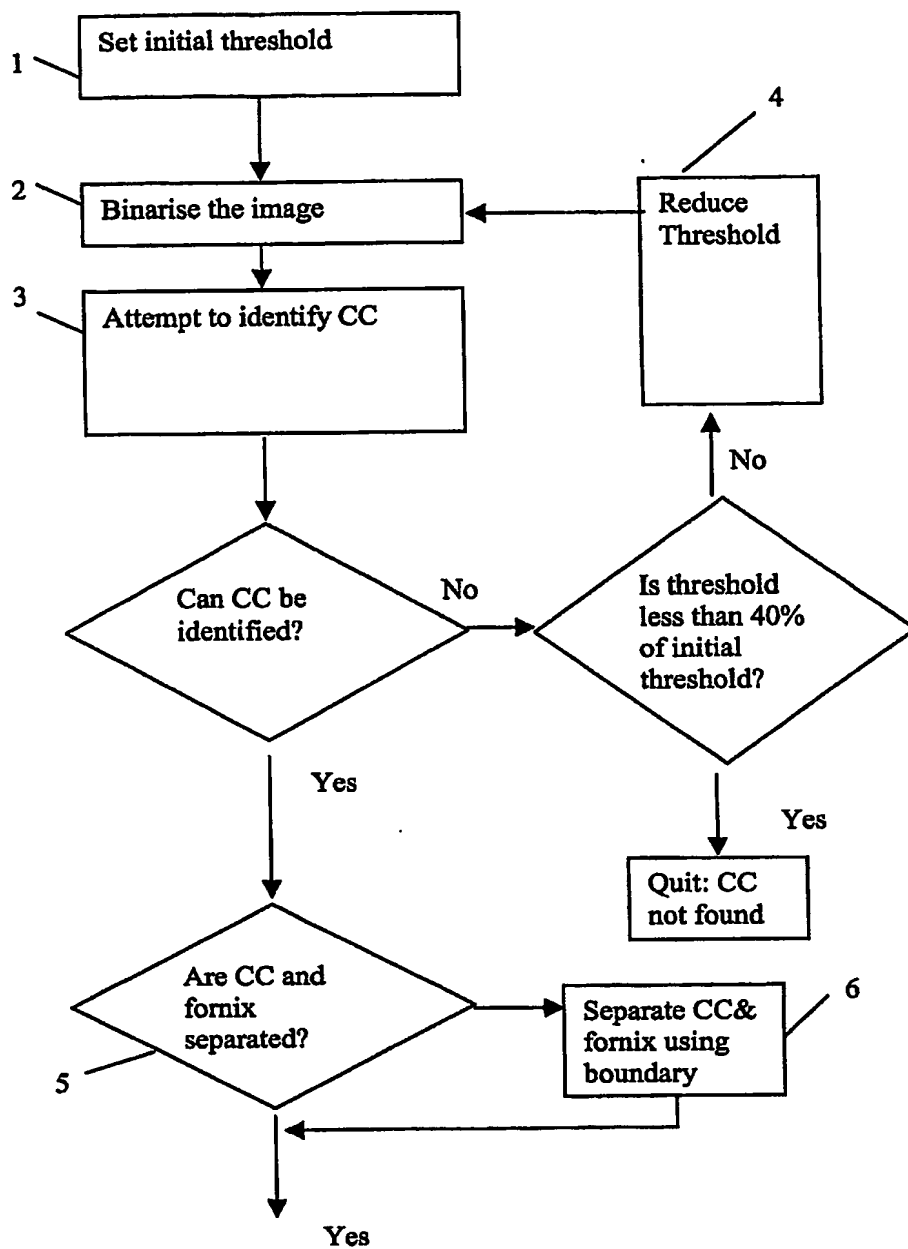 1
Set initial threshold
2
Binarise the image
4
Reduce
Threshold
3
Attempt to identify CC
No
Can CC be
identified?
No
Is threshold
less than 40%
of initial
threshold?
Yes
Yes
Quit: CC
not found
Are CC and
fornix
separated?
5
Separate CC&
fornix using
boundary
6
Yes